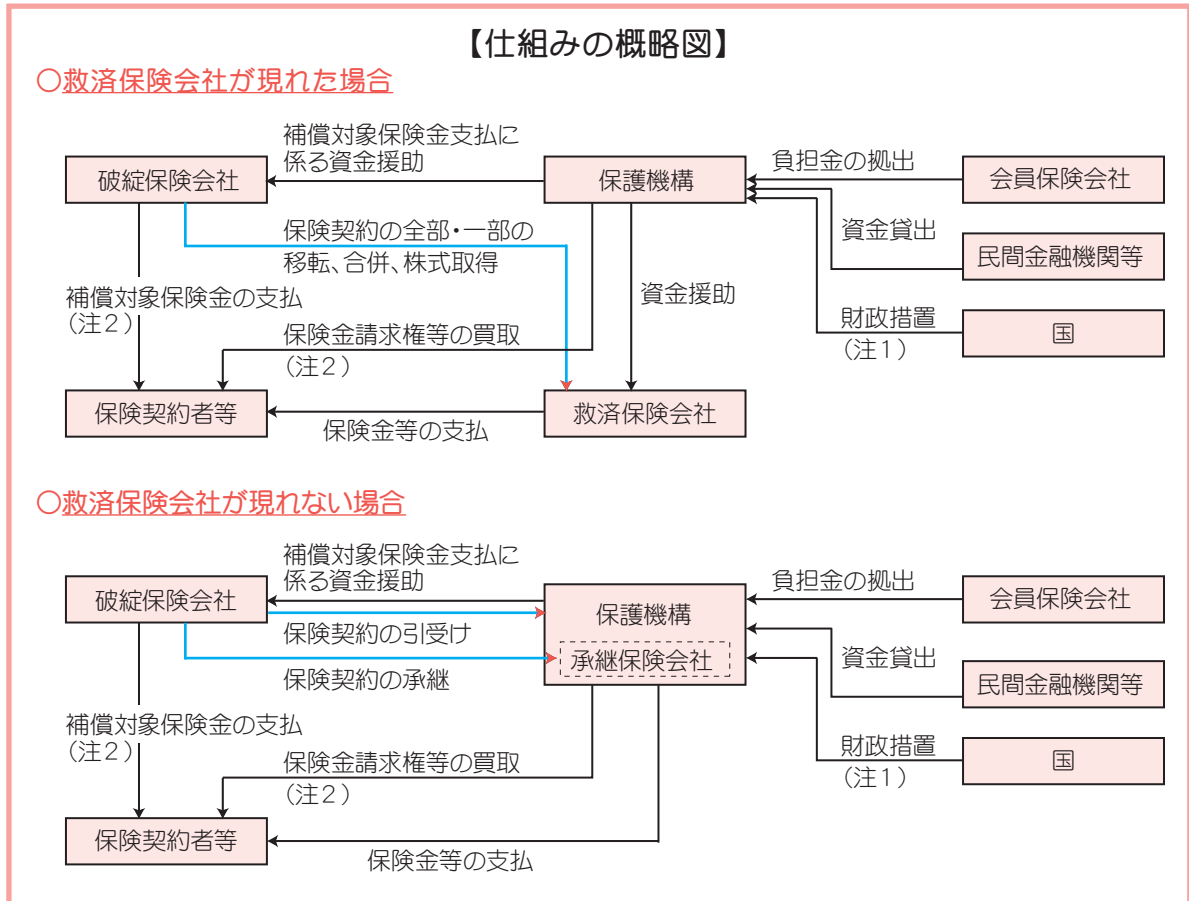 【仕組みの概略図】
○救済保険会社が現れた場合
補償対象保険金支払に
係る資金援助
破綻保険会社
保護機構
負担金の拠出
会員保険会社
保険契約の全部・一部の
移転、合併、株式取得
資金貸出
民間金融機関等
補償対象保険金の支払
（注２）
資金援助
保険金請求権等の買取
（注２）
財政措置
（注１）
国
保険契約者等
保険金等の支払
救済保険会社
○救済保険会社が現れない場合
補償対象保険金支払に
係る資金援助
破綻保険会社
保険契約の引受け
保険契約の承継
保護機構
承継保険会社
負担金の拠出
会員保険会社
資金貸出
民間金融機関等
補償対象保険金の支払
（注２）
保険金請求権等の買取
（注２）
財政措置
（注１）
国
保険契約者等
保険金等の支払